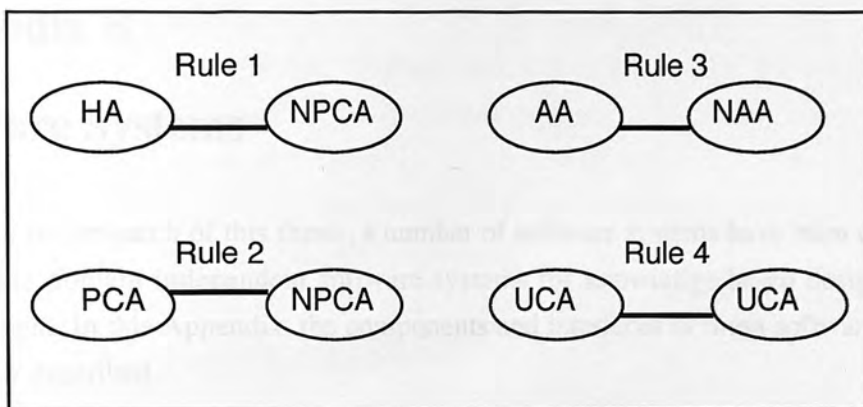 Rule 1 Rule 3
HA NPCA AA NAA
Rule 2 Rule 4
PCA NPCA UCA UCA